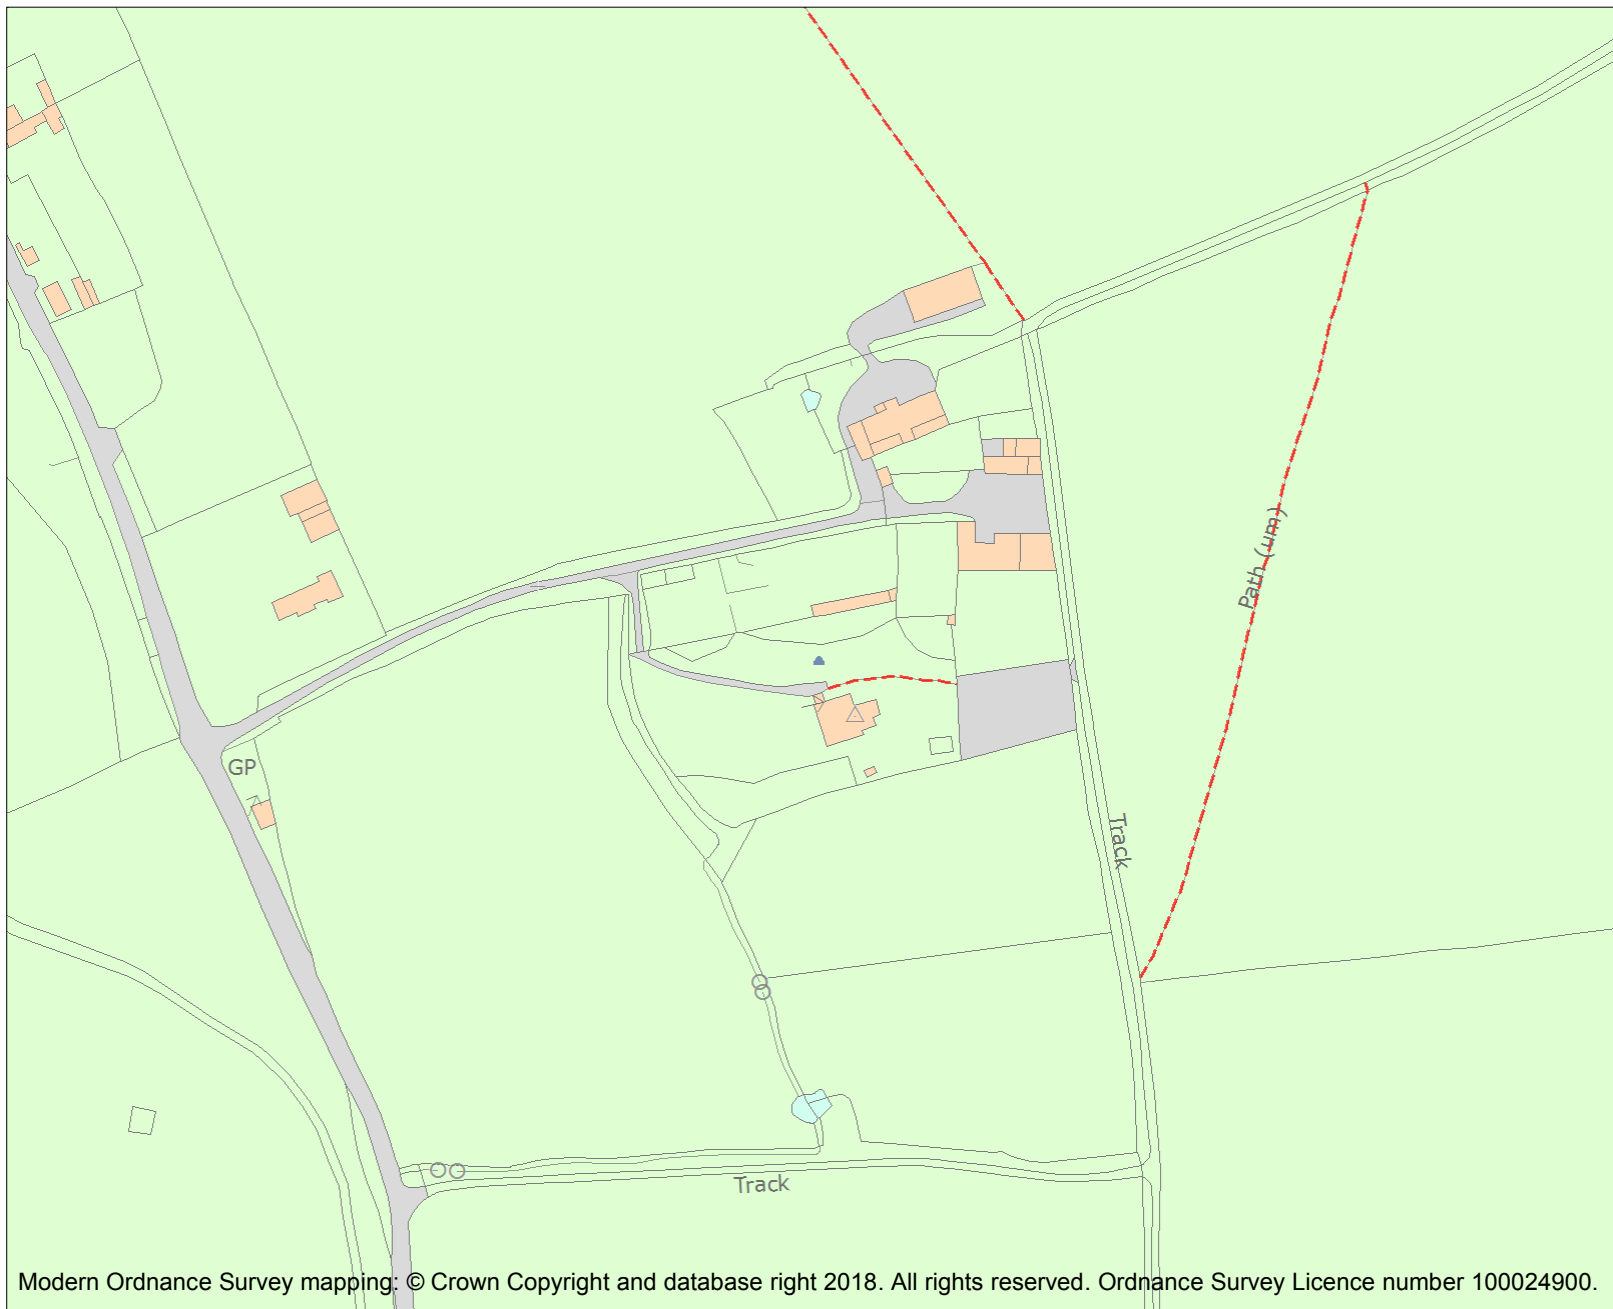 Path (um)
GP
Track
Track
Modern Ordnance Survey mapping: © Crown Copyright and database right 2018. All rights reserved. Ordnance Survey Licence number 100024900.